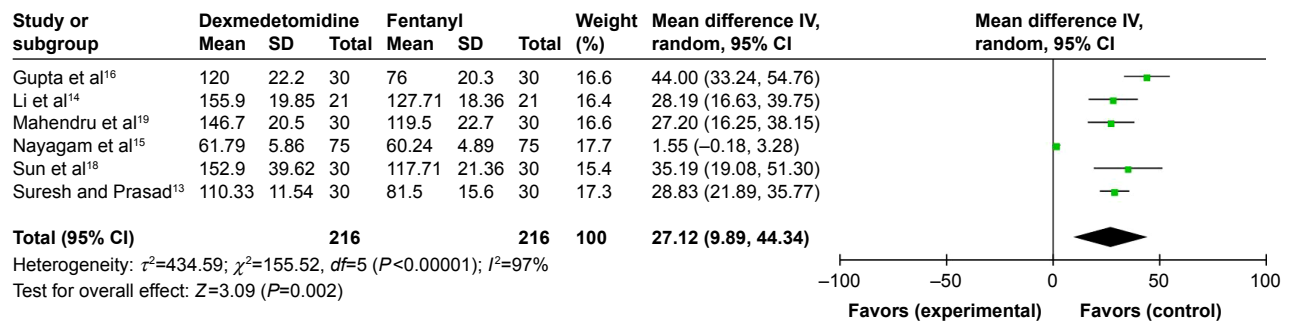 Study or Dexmedetomidine Fentanyl Weight Mean difference IV, Mean difference IV,
subgroup Mean SD Total Mean SD Total (%) random, 95% CI random, 95% CI
Gupta et al¹⁶ 120 22.2 30 76 20.3 30 16.6 44.00 (33.24, 54.76)
Li et al¹⁴ 155.9 19.85 21 127.71 18.36 21 16.4 28.19 (16.63, 39.75)
Mahendru et al¹⁹ 146.7 20.5 30 119.5 22.7 30 16.6 27.20 (16.25, 38.15)
Nayagam et al¹⁵ 61.79 5.86 75 60.24 4.89 75 17.7 1.55 (–0.18, 3.28)
Sun et al¹⁸ 152.9 39.62 30 117.71 21.36 30 15.4 35.19 (19.08, 51.30)
Suresh and Prasad¹³ 110.33 11.54 30 81.5 15.6 30 17.3 28.83 (21.89, 35.77)
Total (95% CI) 216 216 100 27.12 (9.89, 44.34)
Heterogeneity: τ²=434.59; χ²=155.52, df=5 (P<0.00001); I²=97%
Test for overall effect: Z=3.09 (P=0.002)
–100 –50 0 50 100
Favors (experimental) Favors (control)